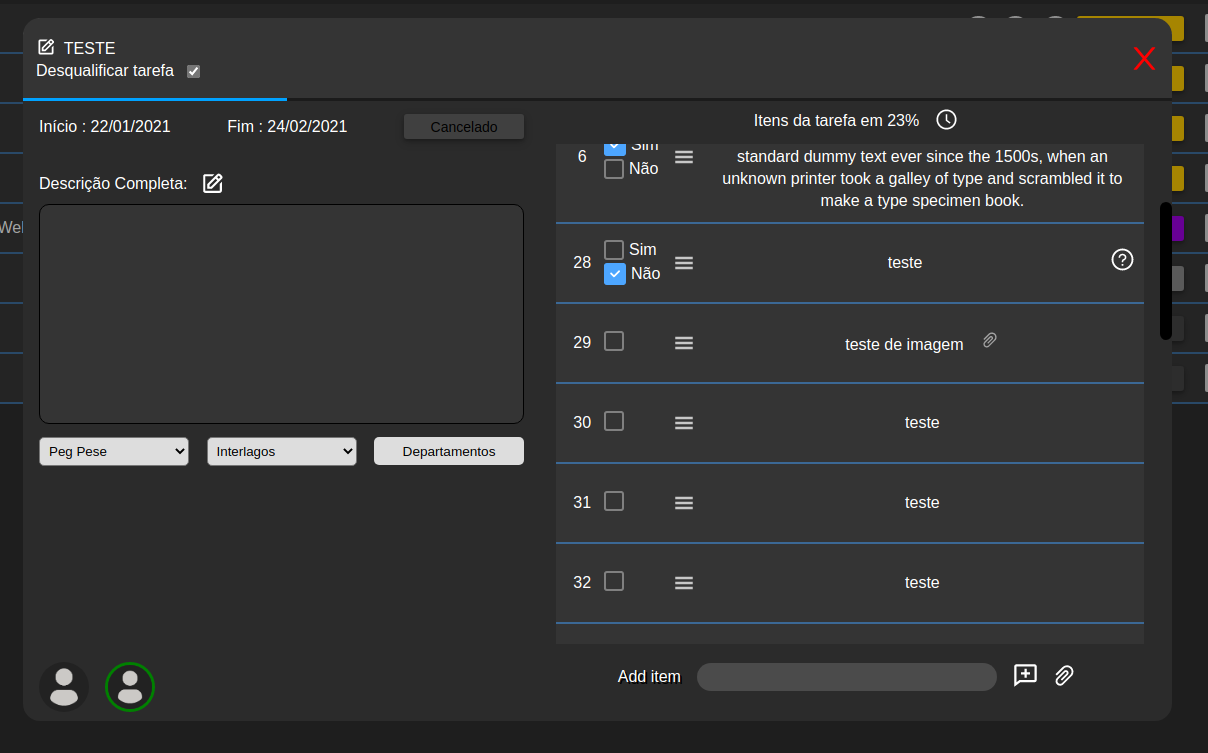 TESTE
Desqualificar tarefa
Início : 22/01/2021 Fim : 24/02/2021 Cancelado
Descrição Completa:
Peg Pese Interlagos Departamentos
Itens da tarefa em 23%
6 Sim
Não
standard dummy text ever since the 1500s, when an
unknown printer took a galley of type and scrambled it to
make a type specimen book.
28 Sim
Não
teste
29 teste de imagem
30 teste
31 teste
32 teste
Add item